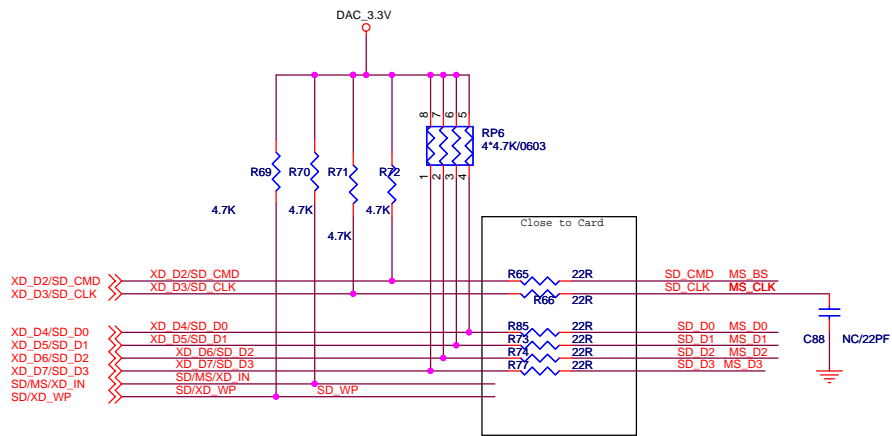 DAC_3.3V
8 7 6 5
RP6
4*4.7K/0603
R69 R70 R71 R72
1 2 3 4
4.7K 4.7K 4.7K
4.7K
Close to Card
XD_D2/SD_CMD XD_D2/SD_CMD R65 22R SD_CMD MS_BS
XD_D3/SD_CLK XD_D3/SD_CLK R66 22R SD_CLK MS_CLK
XD_D4/SD_D0 XD_D4/SD_D0 R85 22R SD_D0 MS_D0
XD_D5/SD_D1 XD_D5/SD_D1 R73 22R SD_D1 MS_D1
C88 NC/22PF
XD_D6/SD_D2 XD_D6/SD_D2 R74 22R SD_D2 MS_D2
XD_D7/SD_D3 XD_D7/SD_D3 R77 22R SD_D3 MS_D3
SD/MS/XD_IN SD/MS/XD_IN
SD/XD_WP SD/XD_WP SD_WP